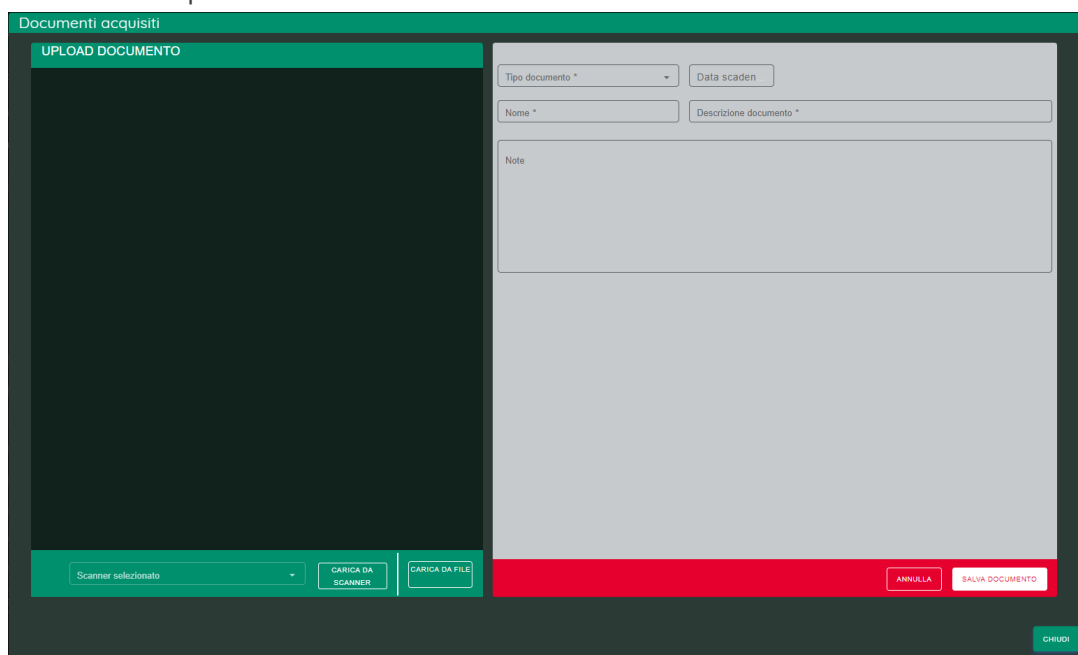 Documenti acquisiti
UPLOAD DOCUMENTO
Tipo documento *
Data scaden
Nome *
Descrizione documento *
Note
Scanner selezionato
CARICA DA
SCANNER
CARICA DA FILE
ANNULLA
SALVA DOCUMENTO
CHIUDI